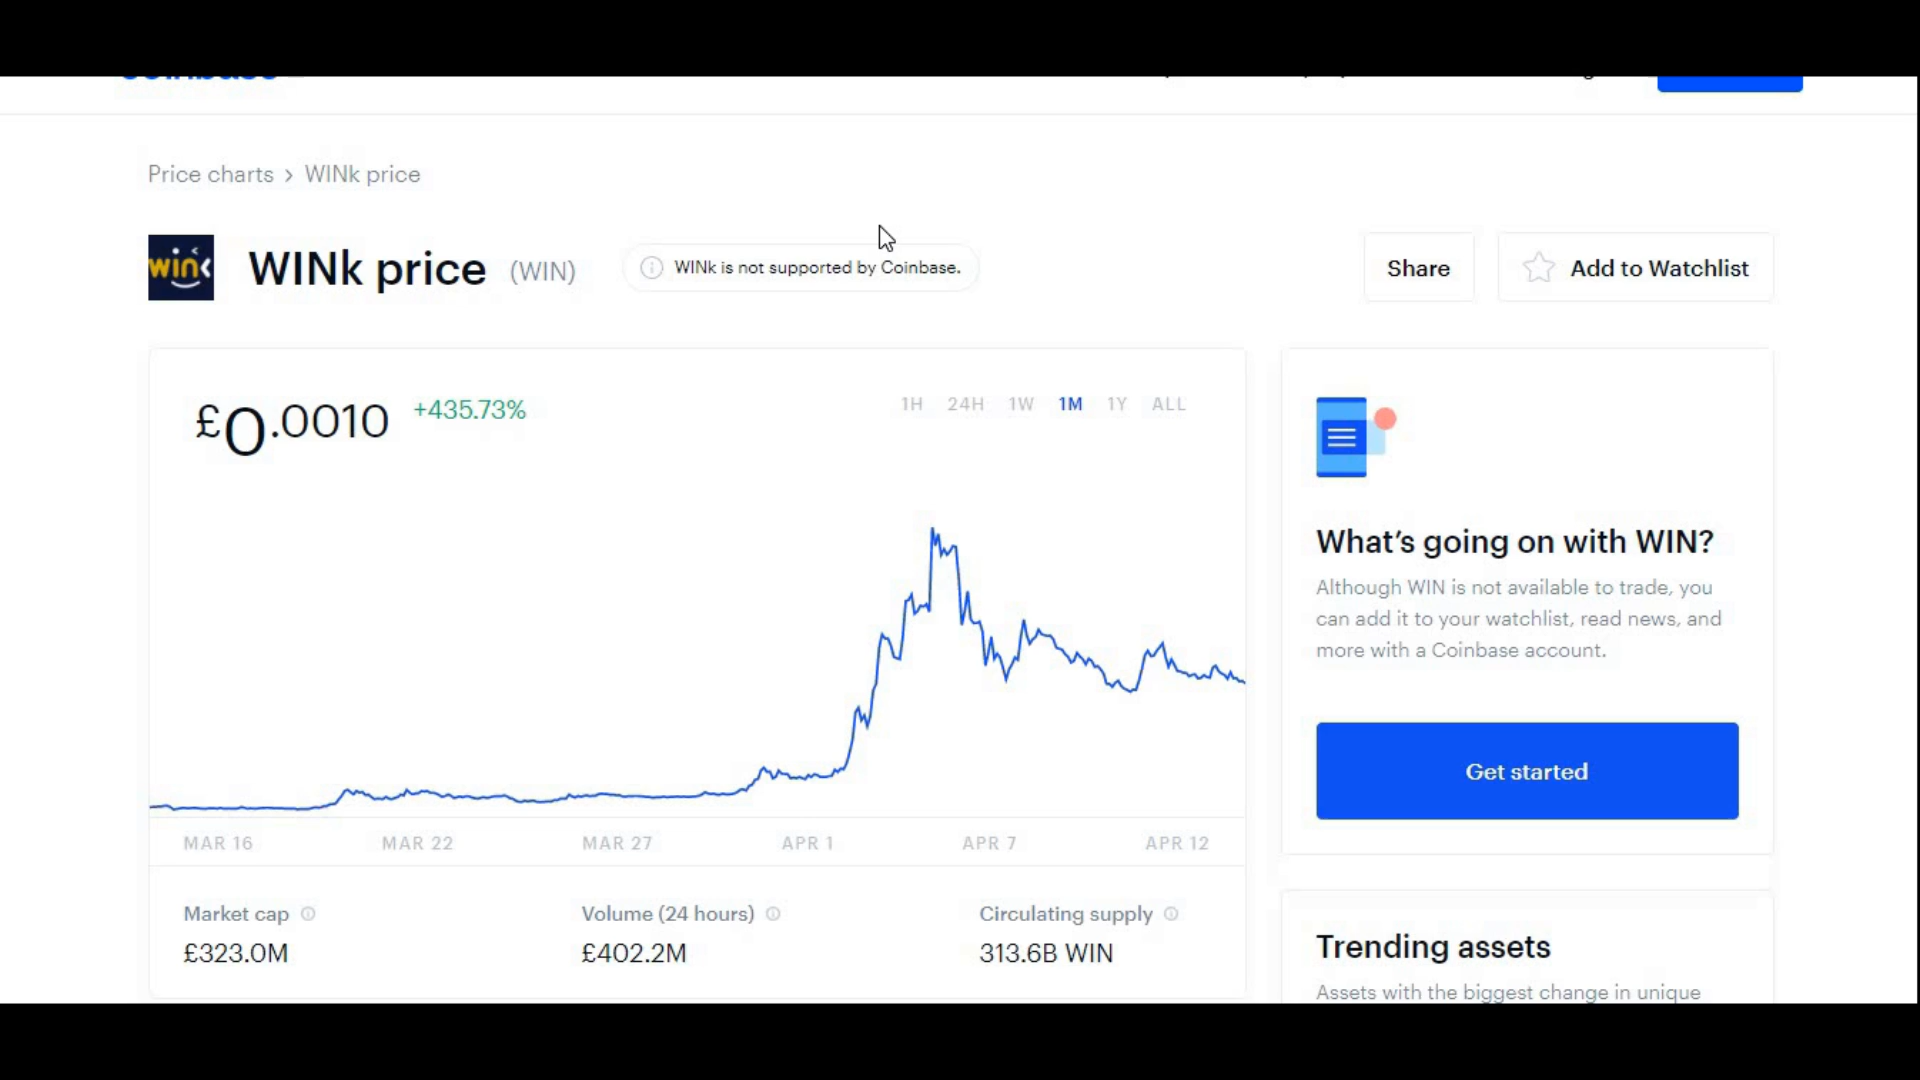 coinbase
Price charts > WINk price
wink
WINk price (WIN)
WINk is not supported by Coinbase.
Share
Add to Watchlist
£0.0010 +435.73%
1H 24H 1W 1M 1Y ALL
What's going on with WIN?
Although WIN is not available to trade, you
can add it to your watchlist, read news, and
more with a Coinbase account.
Get started
MAR 16 MAR 22 MAR 27 APR 1 APR 7 APR 12
Market cap
£323.0M
Volume (24 hours)
£402.2M
Circulating supply
313.6B WIN
Trending assets
Assets with the biggest change in unique